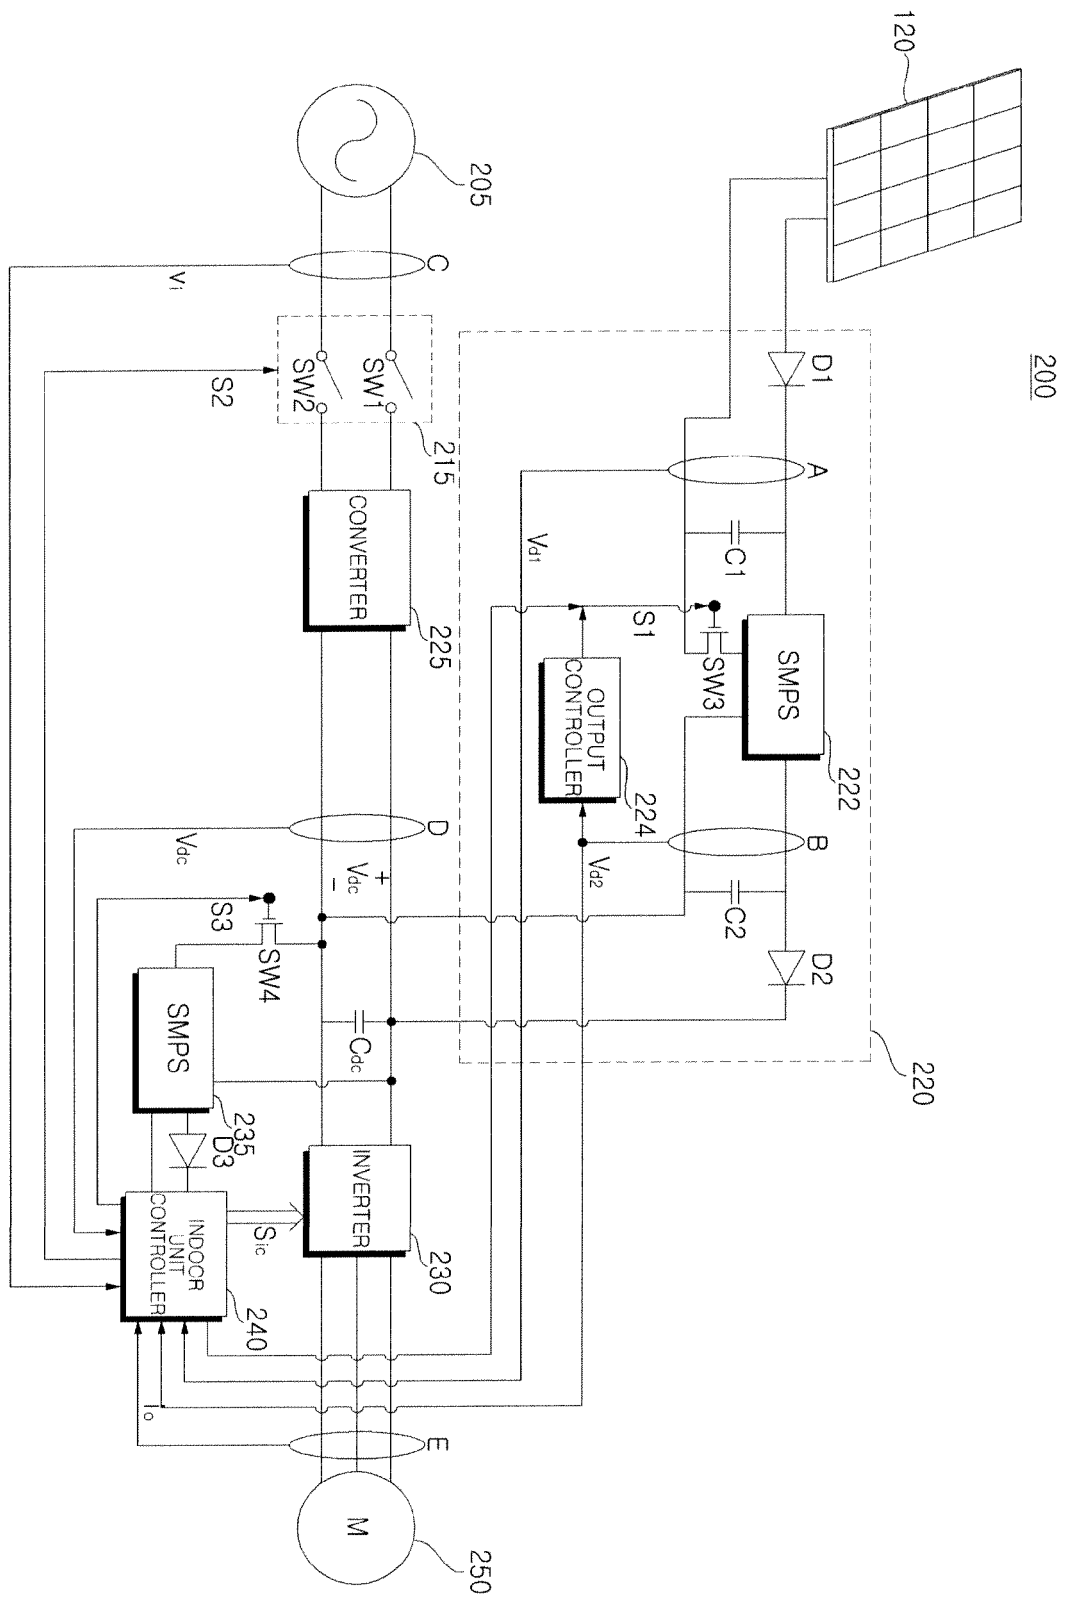 200
120
D1
A
C1
SMPS
222
SW3
S1
Vd1
OUTPUT
CONTROLLER
224
B
Vd2
C2
D2
220
205
C
Vi
SW1
SW2
S2
215
CONVERTER
225
D
+
Vdc
−
Vdc
S3
SW4
SMPS
235
D3
Cdc
INVERTER
230
Sic
INDOOR
UNIT
CONTROLLER
240
Io
E
M
250